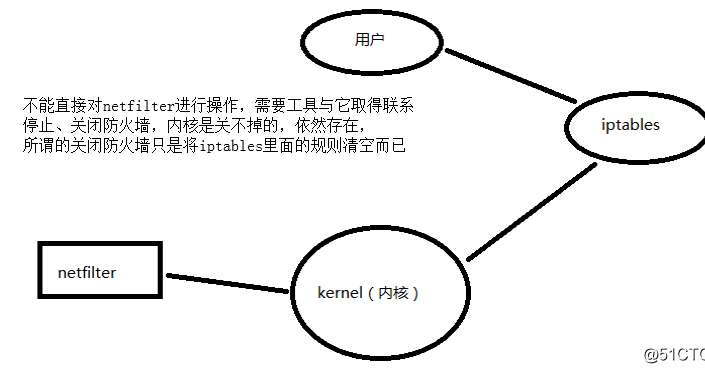 用户
不能直接对netfilter进行操作，需要工具与它取得联系
停止、关闭防火墙，内核是关不掉的，依然存在，
所谓的关闭防火墙只是将iptables里面的规则清空而已
iptables
netfilter
kernel（内核）
@51CTO